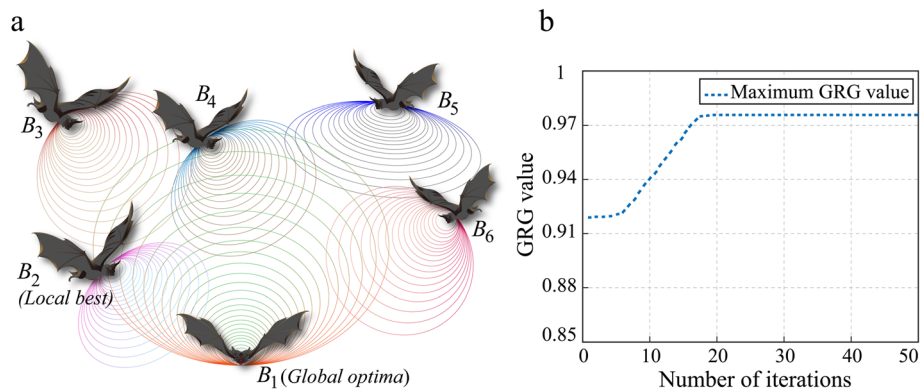 a
B3
B4
B5
B2
(Local best)
B6
B1 (Global optima)
b
Maximum GRG value
1
0.97
0.94
0.91
0.88
0.85
GRG value
0
10
20
30
40
50
Number of iterations